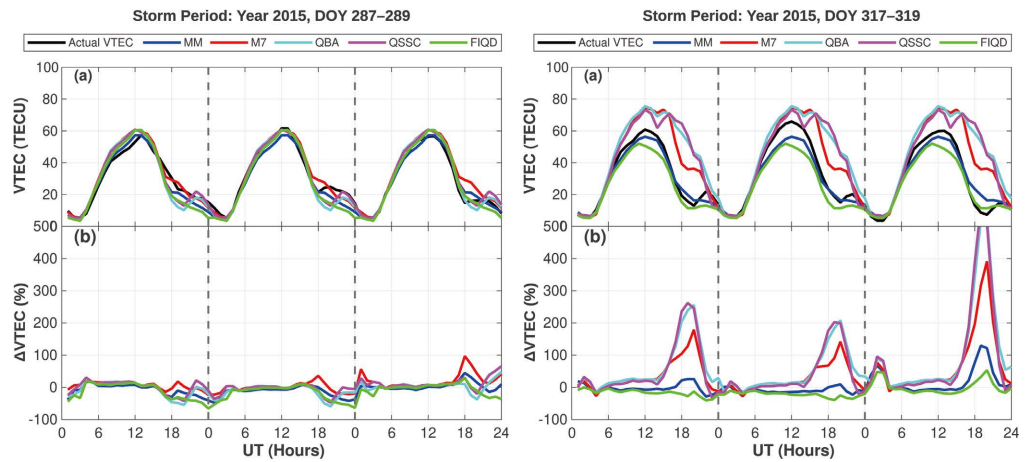 Storm Period: Year 2015, DOY 287–289
Actual VTEC MM M7 QBA QSSC FIQD
(a)
VTEC (TECU)
100
80
60
40
20
500
(b)
ΔVTEC (%)
400
300
200
100
0
-100
0 6 12 18 0 6 12 18 0 6 12 18 24
UT (Hours)
Storm Period: Year 2015, DOY 317–319
Actual VTEC MM M7 QBA QSSC FIQD
(a)
VTEC (TECU)
100
80
60
40
20
500
(b)
ΔVTEC (%)
400
300
200
100
0
-100
0 6 12 18 0 6 12 18 0 6 12 18 24
UT (Hours)